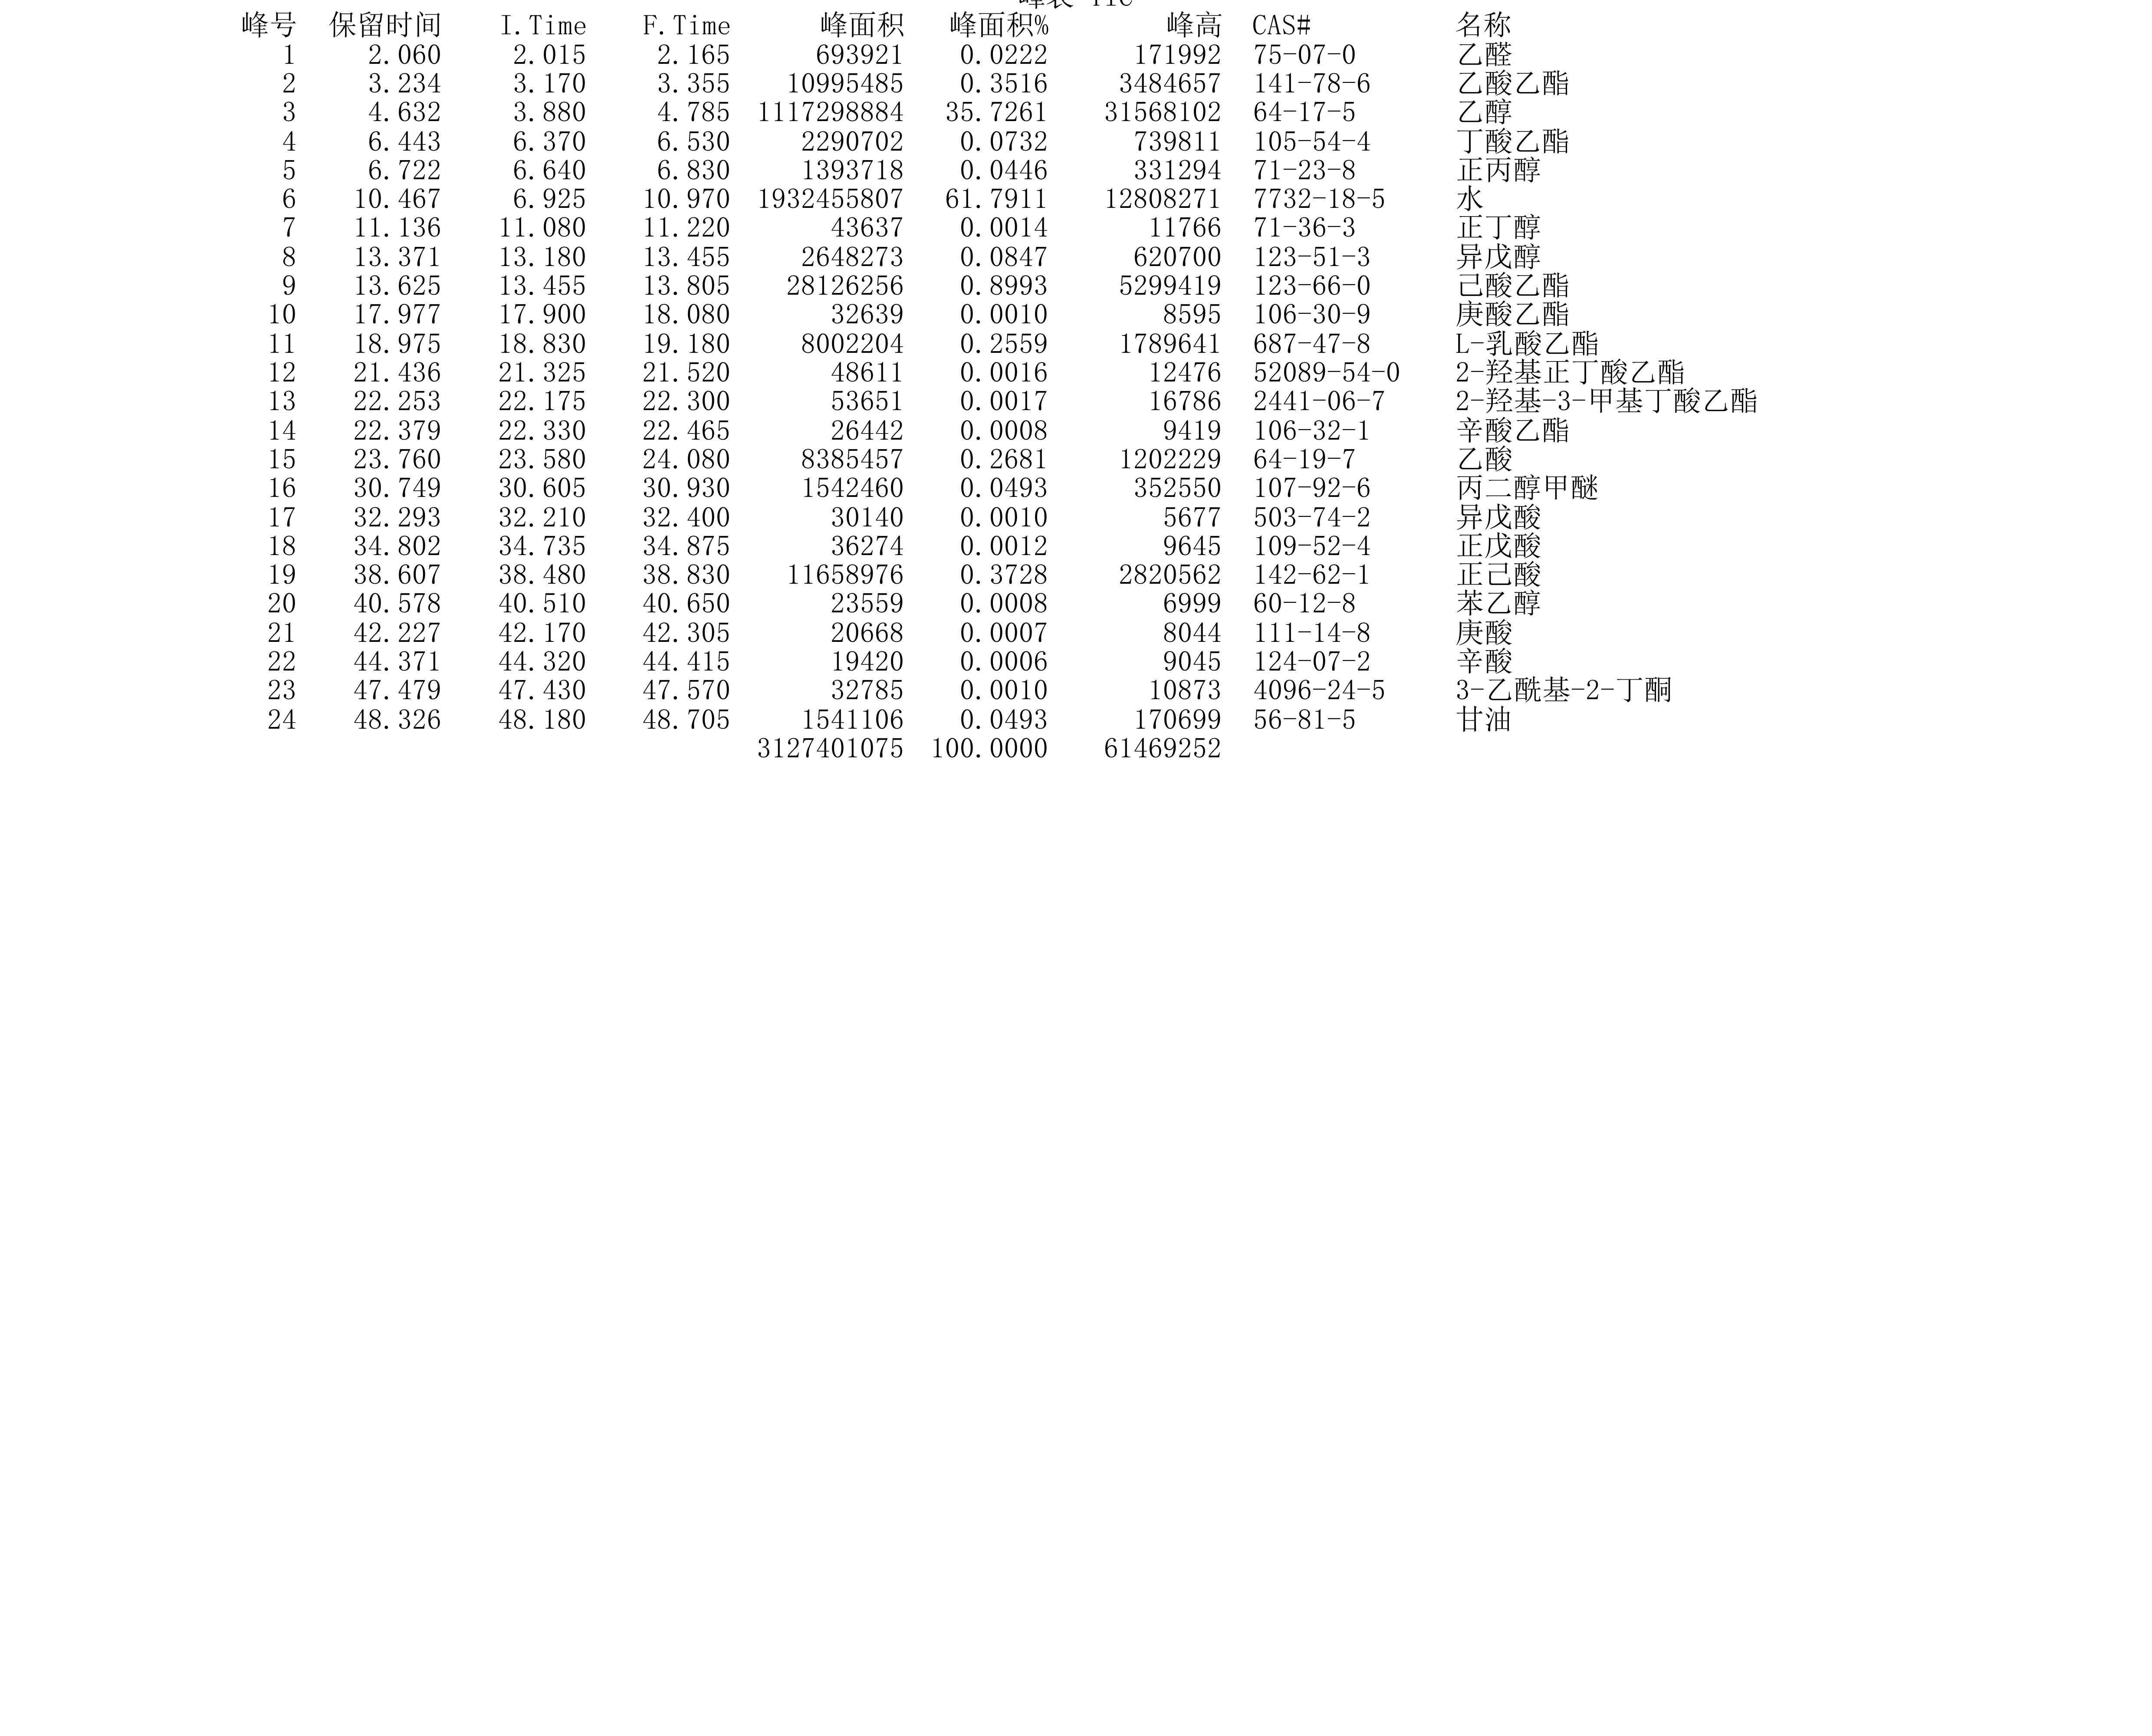 峰表 TIC
峰号 保留时间 I.Time F.Time 峰面积 峰面积% 峰高 CAS# 名称
1 2.060 2.015 2.165 693921 0.0222 171992 75-07-0 乙醛
2 3.234 3.170 3.355 10995485 0.3516 3484657 141-78-6 乙酸乙酯
3 4.632 3.880 4.785 1117298884 35.7261 31568102 64-17-5 乙醇
4 6.443 6.370 6.530 2290702 0.0732 739811 105-54-4 丁酸乙酯
5 6.722 6.640 6.830 1393718 0.0446 331294 71-23-8 正丙醇
6 10.467 6.925 10.970 1932455807 61.7911 12808271 7732-18-5 水
7 11.136 11.080 11.220 43637 0.0014 11766 71-36-3 正丁醇
8 13.371 13.180 13.455 2648273 0.0847 620700 123-51-3 异戊醇
9 13.625 13.455 13.805 28126256 0.8993 5299419 123-66-0 己酸乙酯
10 17.977 17.900 18.080 32639 0.0010 8595 106-30-9 庚酸乙酯
11 18.975 18.830 19.180 8002204 0.2559 1789641 687-47-8 L-乳酸乙酯
12 21.436 21.325 21.520 48611 0.0016 12476 52089-54-0 2-羟基正丁酸乙酯
13 22.253 22.175 22.300 53651 0.0017 16786 2441-06-7 2-羟基-3-甲基丁酸乙酯
14 22.379 22.330 22.465 26442 0.0008 9419 106-32-1 辛酸乙酯
15 23.760 23.580 24.080 8385457 0.2681 1202229 64-19-7 乙酸
16 30.749 30.605 30.930 1542460 0.0493 352550 107-92-6 丙二醇甲醚
17 32.293 32.210 32.400 30140 0.0010 5677 503-74-2 异戊酸
18 34.802 34.735 34.875 36274 0.0012 9645 109-52-4 正戊酸
19 38.607 38.480 38.830 11658976 0.3728 2820562 142-62-1 正己酸
20 40.578 40.510 40.650 23559 0.0008 6999 60-12-8 苯乙醇
21 42.227 42.170 42.305 20668 0.0007 8044 111-14-8 庚酸
22 44.371 44.320 44.415 19420 0.0006 9045 124-07-2 辛酸
23 47.479 47.430 47.570 32785 0.0010 10873 4096-24-5 3-乙酰基-2-丁酮
24 48.326 48.180 48.705 1541106 0.0493 170699 56-81-5 甘油
3127401075 100.0000 61469252